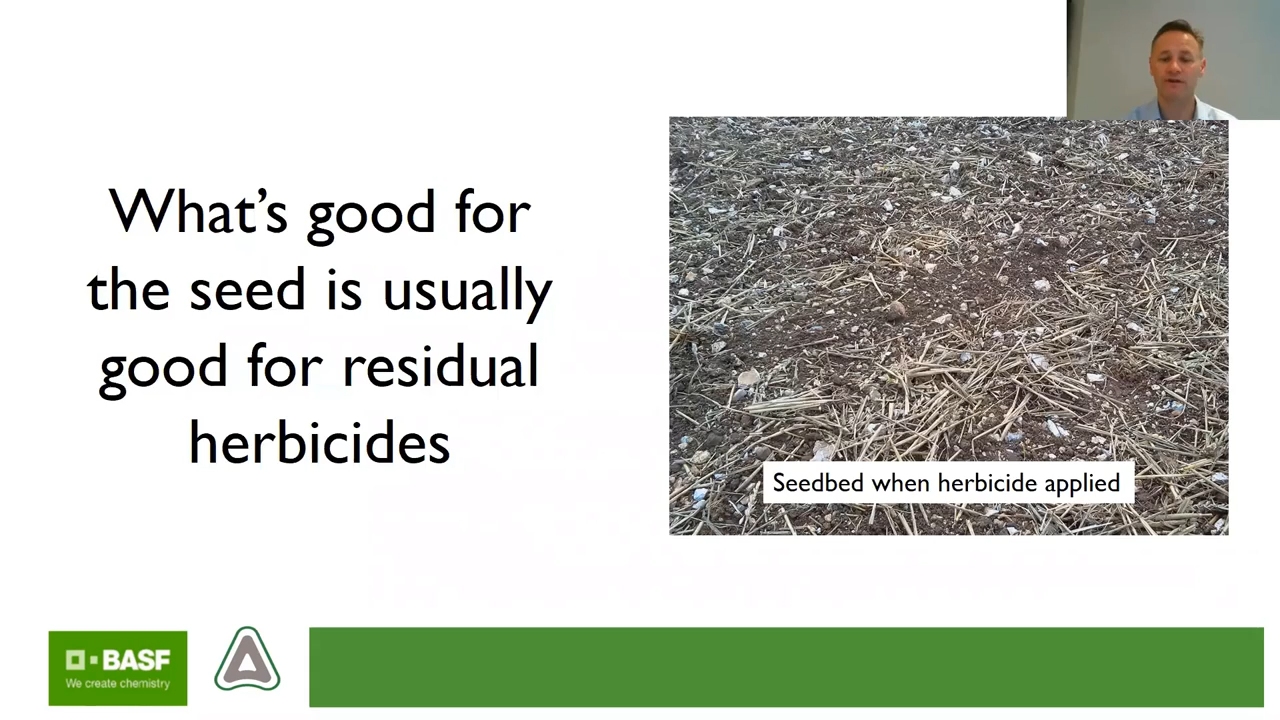 What's good for
the seed is usually
good for residual
herbicides
Seedbed when herbicide applied
BASF
We create chemistry